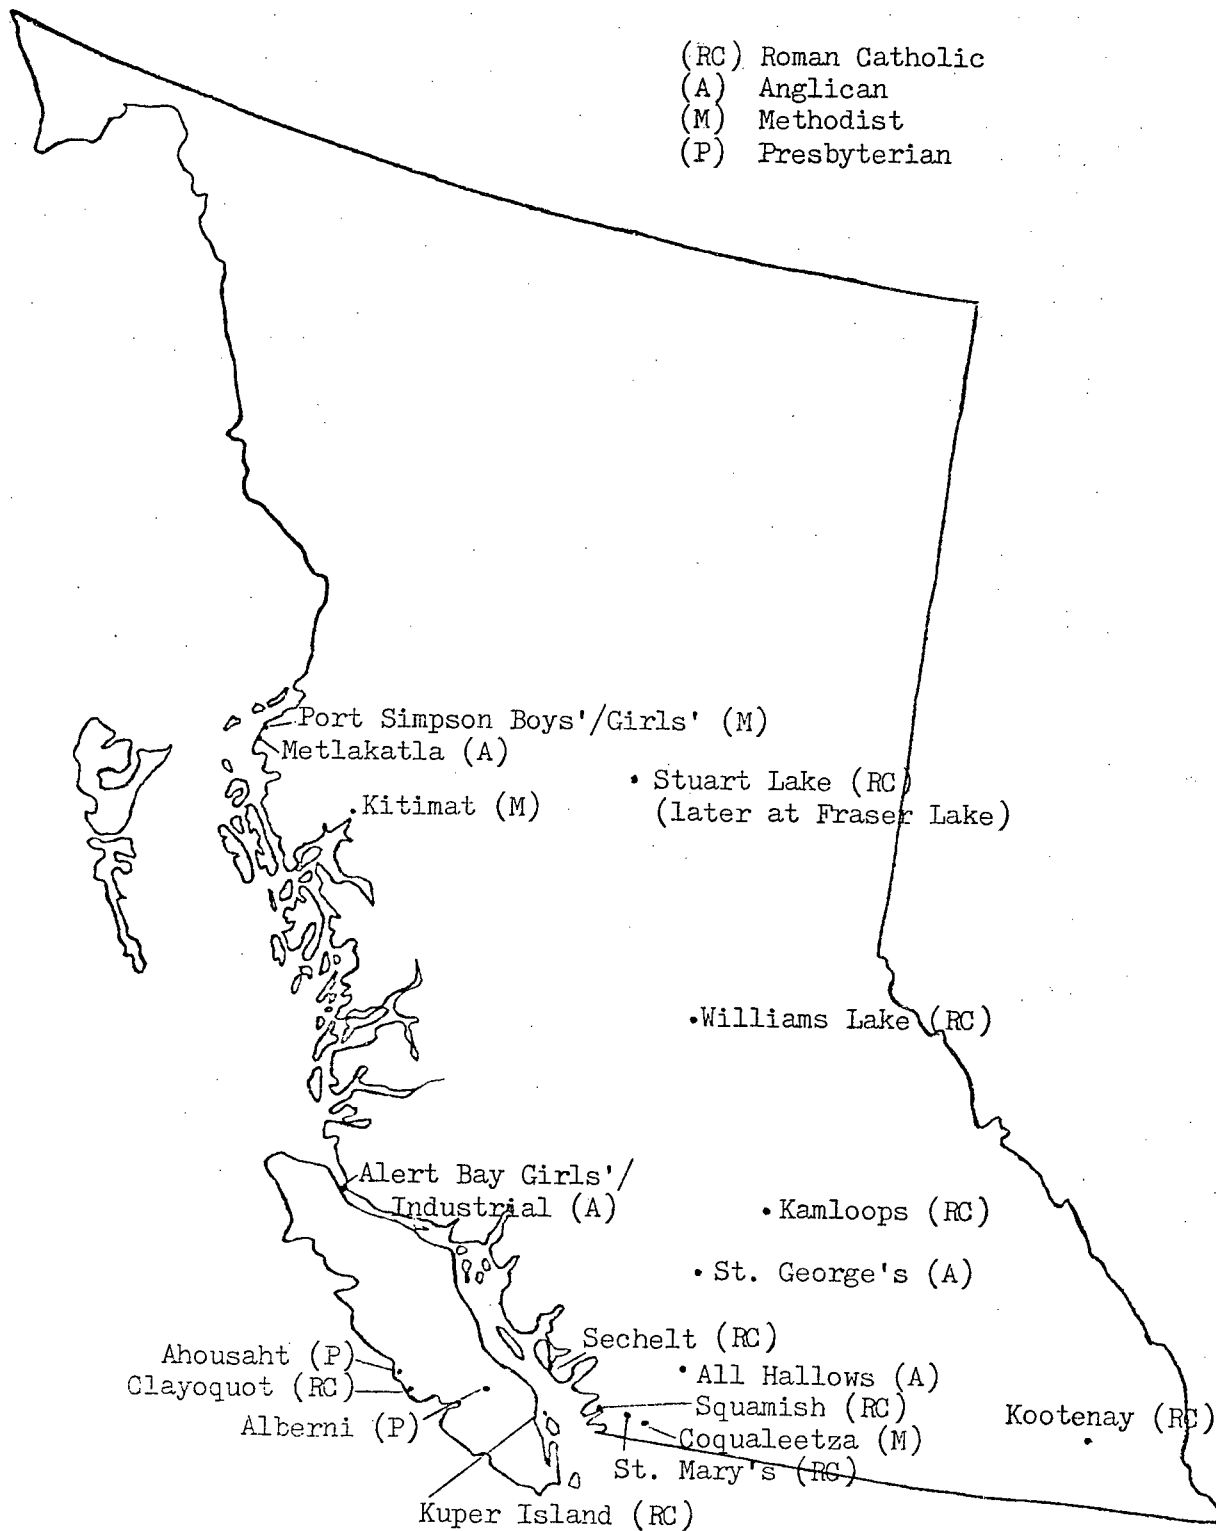 (RC) Roman Catholic
(A) Anglican
(M) Methodist
(P) Presbyterian
Port Simpson Boys'/Girls' (M)
Metlakatla (A)
Stuart Lake (RC)
(later at Fraser Lake)
Kitimat (M)
Williams Lake (RC)
Alert Bay Girls'/
Industrial (A)
Kamloops (RC)
St. George's (A)
Sechelt (RC)
Ahousaht (P)
All Hallows (A)
Clayoquot (RC)
Squamish (RC)
Kootenay (RC)
Alberni (P)
Coqualeetza (M)
St. Mary's (RC)
Kuper Island (RC)